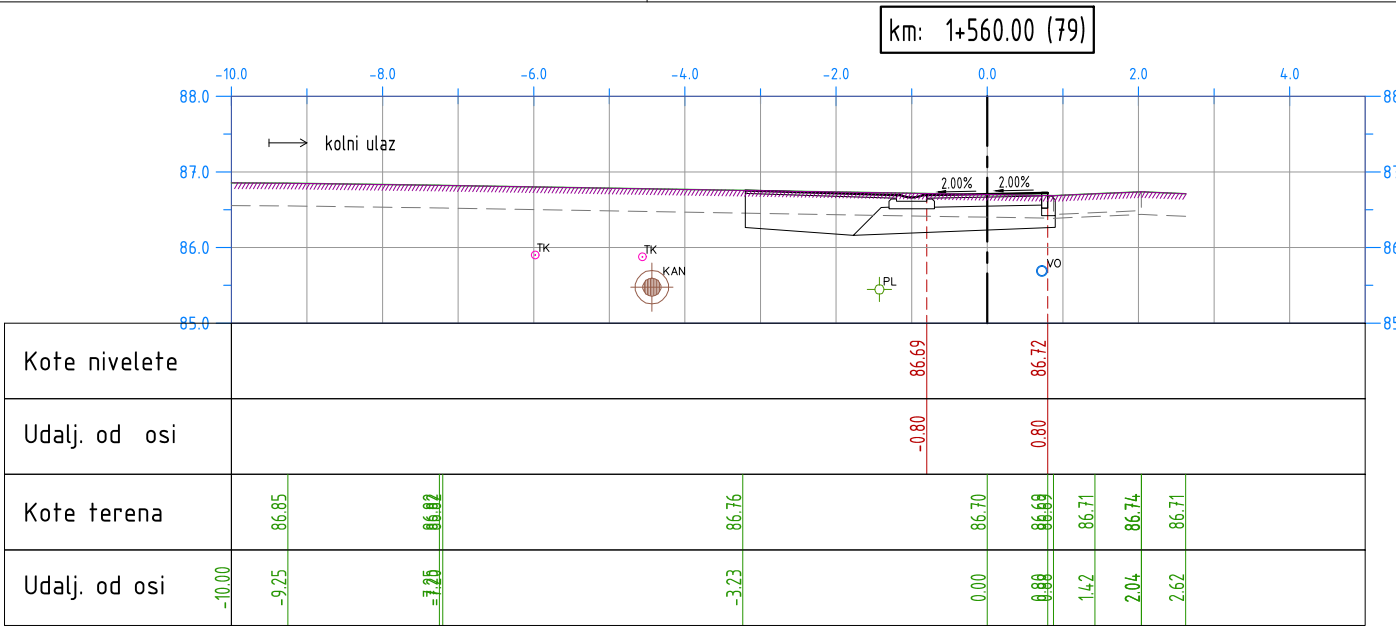 km: 1+560.00 (79)
-10.0 -8.0 -6.0 -4.0 -2.0 0.0 2.0 4.0
88.0 88
kolni ulaz
87.0 87
2.00% 2.00%
86.0 86
TK TK KAN PL VO
85.0 85
Kote nivelete 86.69 86.72
Udalj. od osi -0.80 0.80
Kote terena 86.85 86.76 86.70 86.71 86.74 86.71
Udalj. od osi -10.00 -9.25 -3.23 0.00 1.42 2.04 2.62